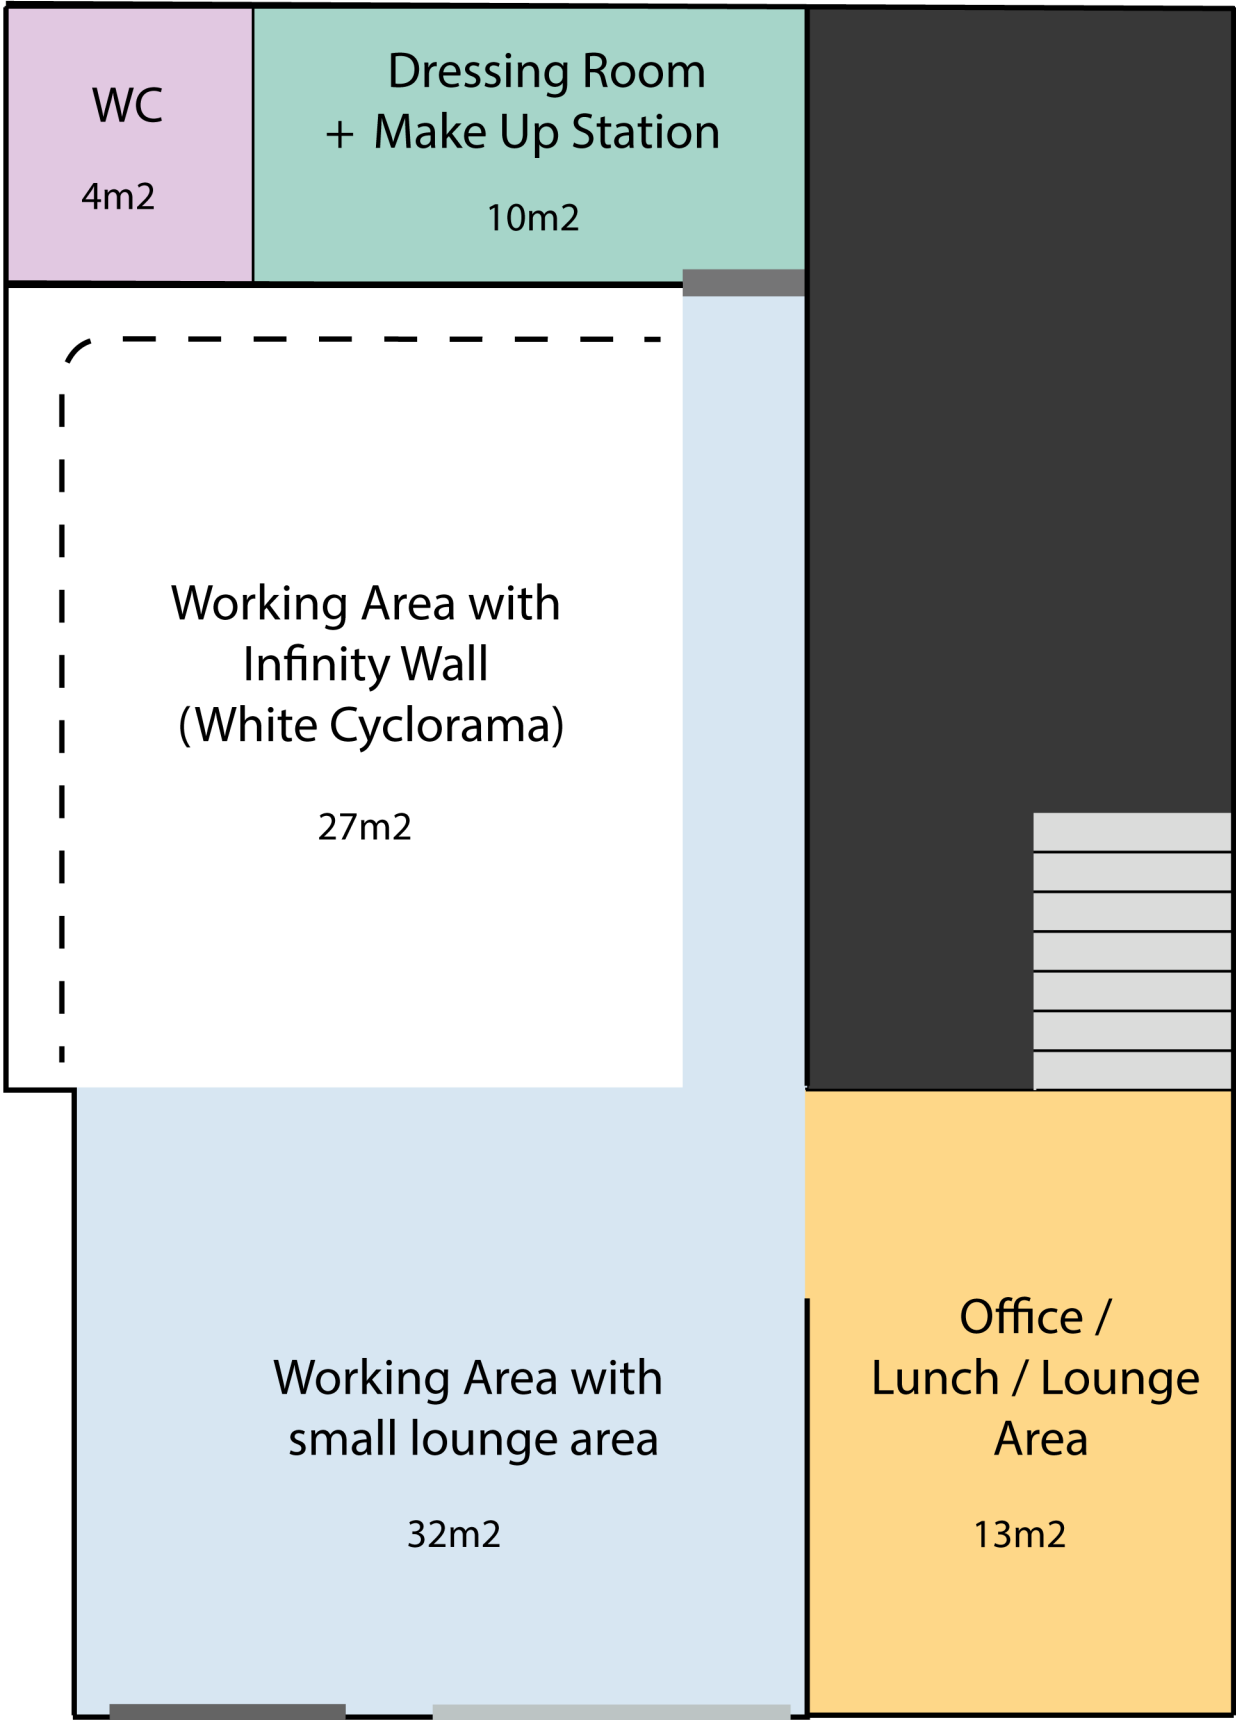 WC
4m2
Dressing Room
+ Make Up Station
10m2
Working Area with
Infinity Wall
(White Cyclorama)
27m2
Working Area with
small lounge area
32m2
Office /
Lunch / Lounge
Area
13m2